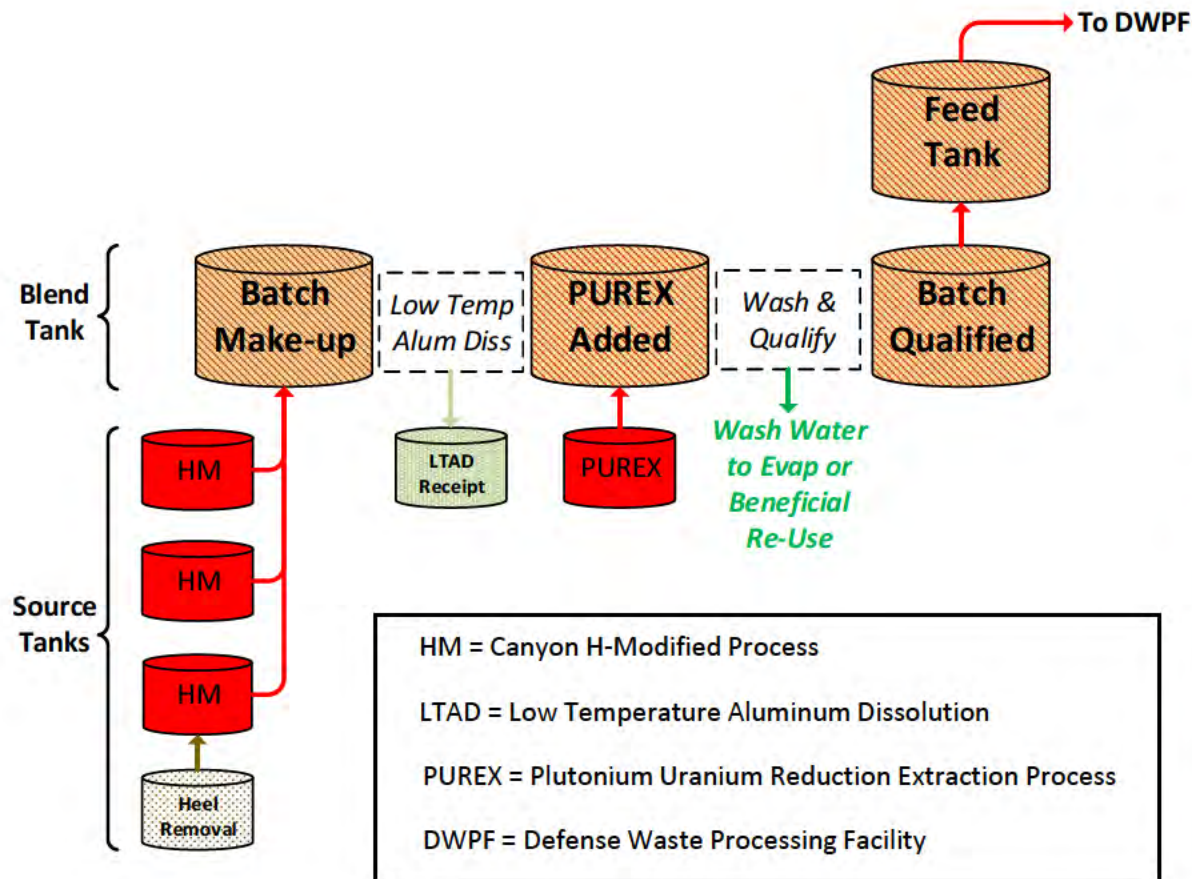 To DWPF
Feed
Tank
Blend
Tank
Batch
Make-up
Low Temp
Alum Diss
PUREX
Added
Wash &
Qualify
Batch
Qualified
HM
HM
HM
LTAD
Receipt
PUREX
Wash Water
to Evap or
Beneficial
Re-Use
Source
Tanks
Heel
Removal
HM = Canyon H-Modified Process
LTAD = Low Temperature Aluminum Dissolution
PUREX = Plutonium Uranium Reduction Extraction Process
DWPF = Defense Waste Processing Facility